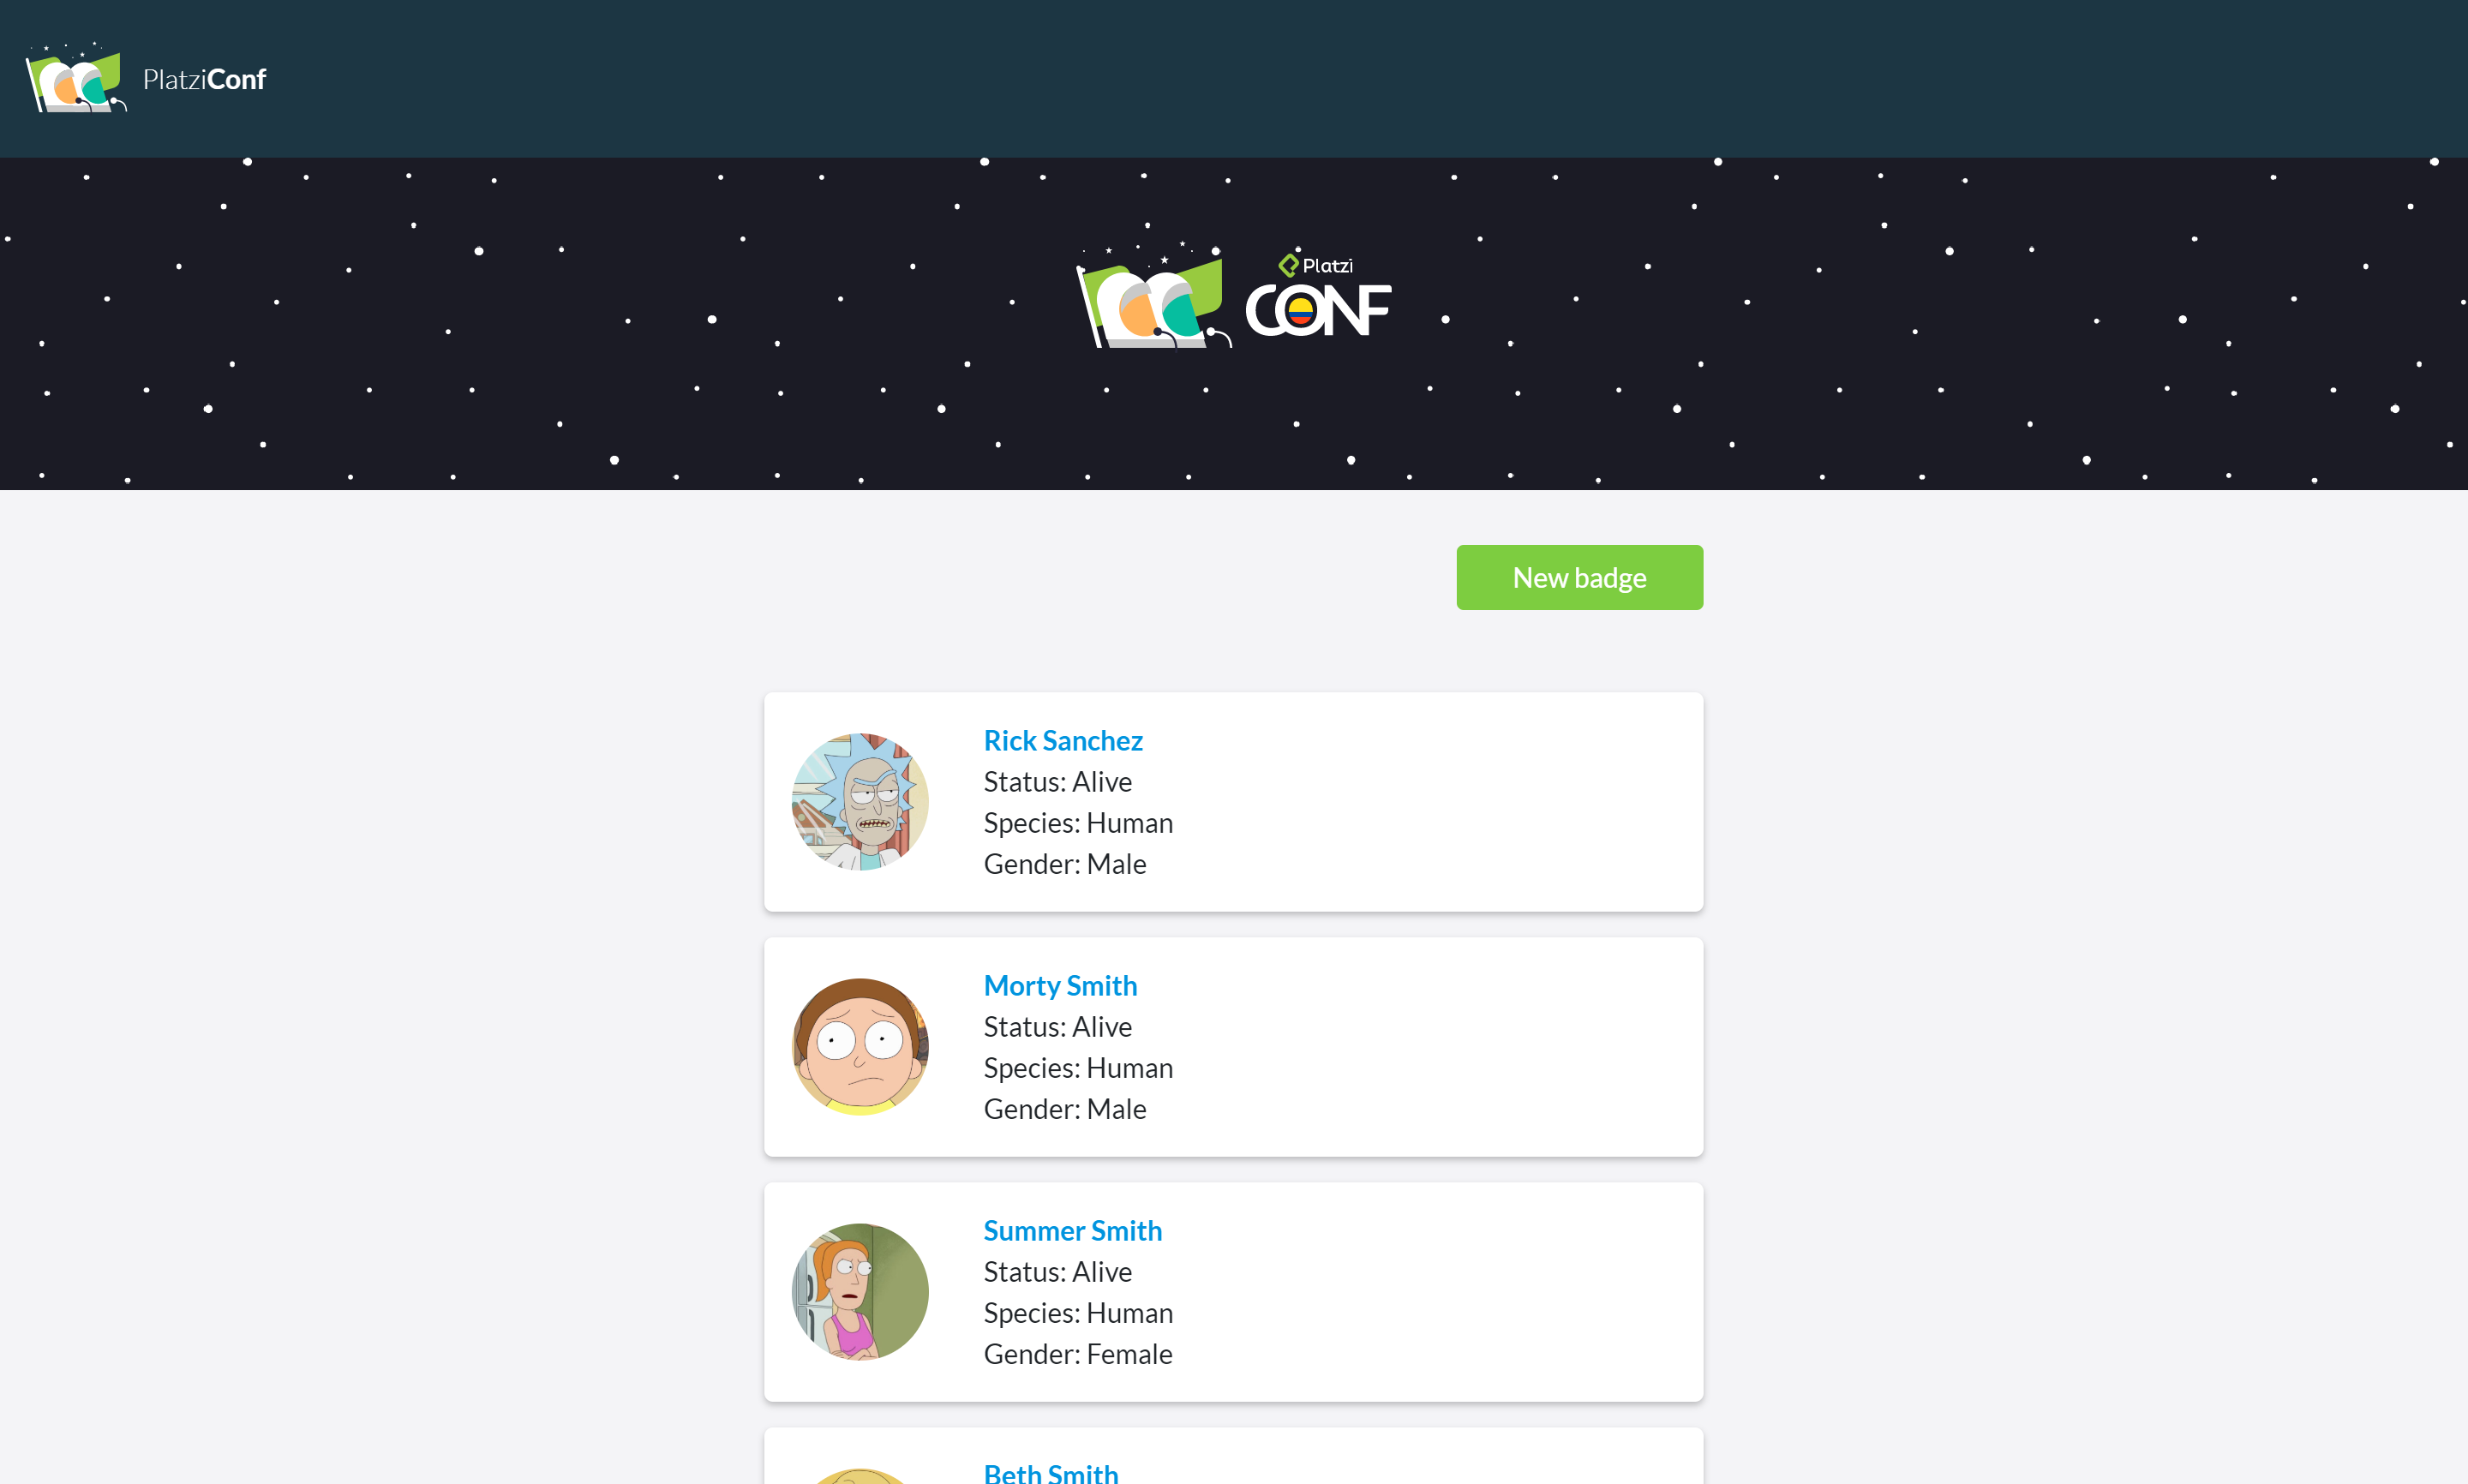 PlatziConf
Platzi
CONF
New badge
Rick Sanchez
Status: Alive
Species: Human
Gender: Male
Morty Smith
Status: Alive
Species: Human
Gender: Male
Summer Smith
Status: Alive
Species: Human
Gender: Female
Beth Smith